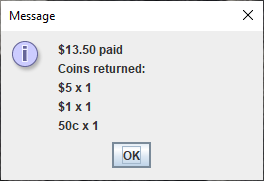 Message
$13.50 paid
Coins returned:
$5 x 1
$1 x 1
50c x 1
OK